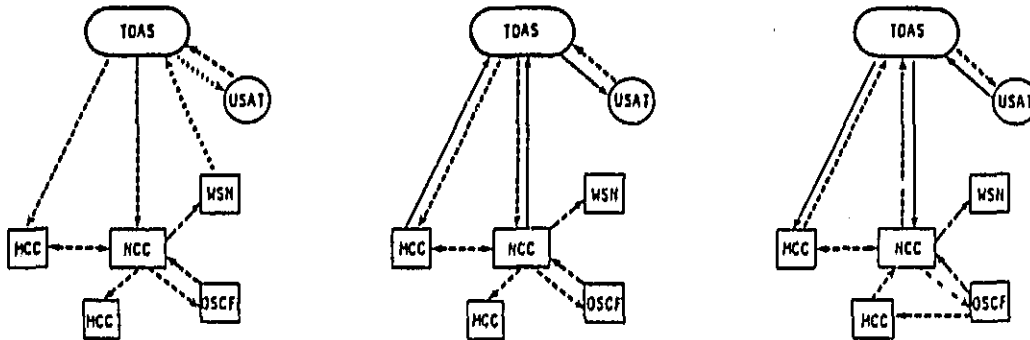 TDAS
USAT
WSN
MCC
NCC
MCC
OSCF
TDAS
USAT
WSN
MCC
NCC
MCC
OSCF
TDAS
USAT
WSN
MCC
NCC
MCC
OSCF